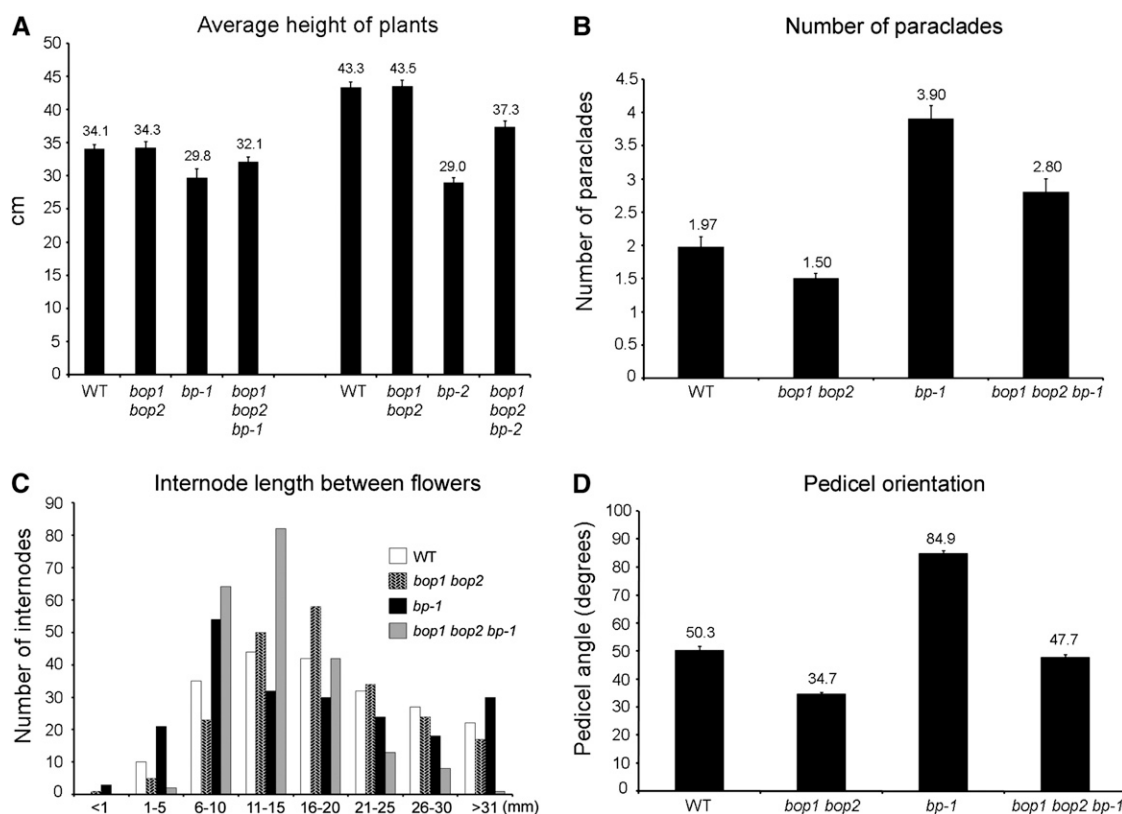 A
Average height of plants
50
45
40
35
30
25
20
15
10
5
0
cm
34.1
34.3
29.8
32.1
43.3
43.5
29.0
37.3
WT
bop1
bop2
bp-1
bop1
bop2
bp-1
WT
bop1
bop2
bp-2
bop1
bop2
bp-2
B
Number of paraclades
4.5
4
3.5
3
2.5
2
1.5
1
0.5
0
Number of paraclades
1.97
1.50
3.90
2.80
WT
bop1 bop2
bp-1
bop1 bop2 bp-1
C
Internode length between flowers
90
80
70
60
50
40
30
20
10
0
Number of internodes
WT
bop1 bop2
bp-1
bop1 bop2 bp-1
<1 1-5 6-10 11-15 16-20 21-25 26-30 >31 (mm)
D
Pedicel orientation
100
90
80
70
60
50
40
30
20
10
0
Pedicel angle (degrees)
50.3
34.7
84.9
47.7
WT
bop1 bop2
bp-1
bop1 bop2 bp-1